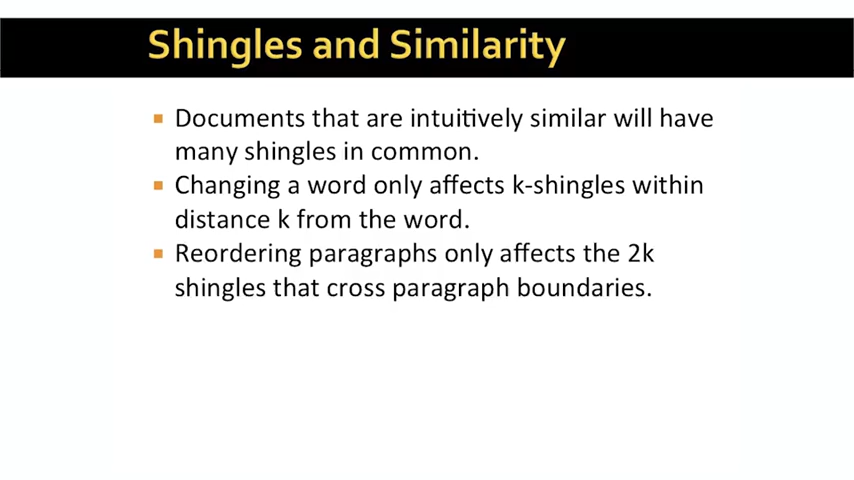 Shingles and Similarity
Documents that are intuitively similar will have
many shingles in common.
Changing a word only affects k-shingles within
distance k from the word.
Reordering paragraphs only affects the 2k
shingles that cross paragraph boundaries.